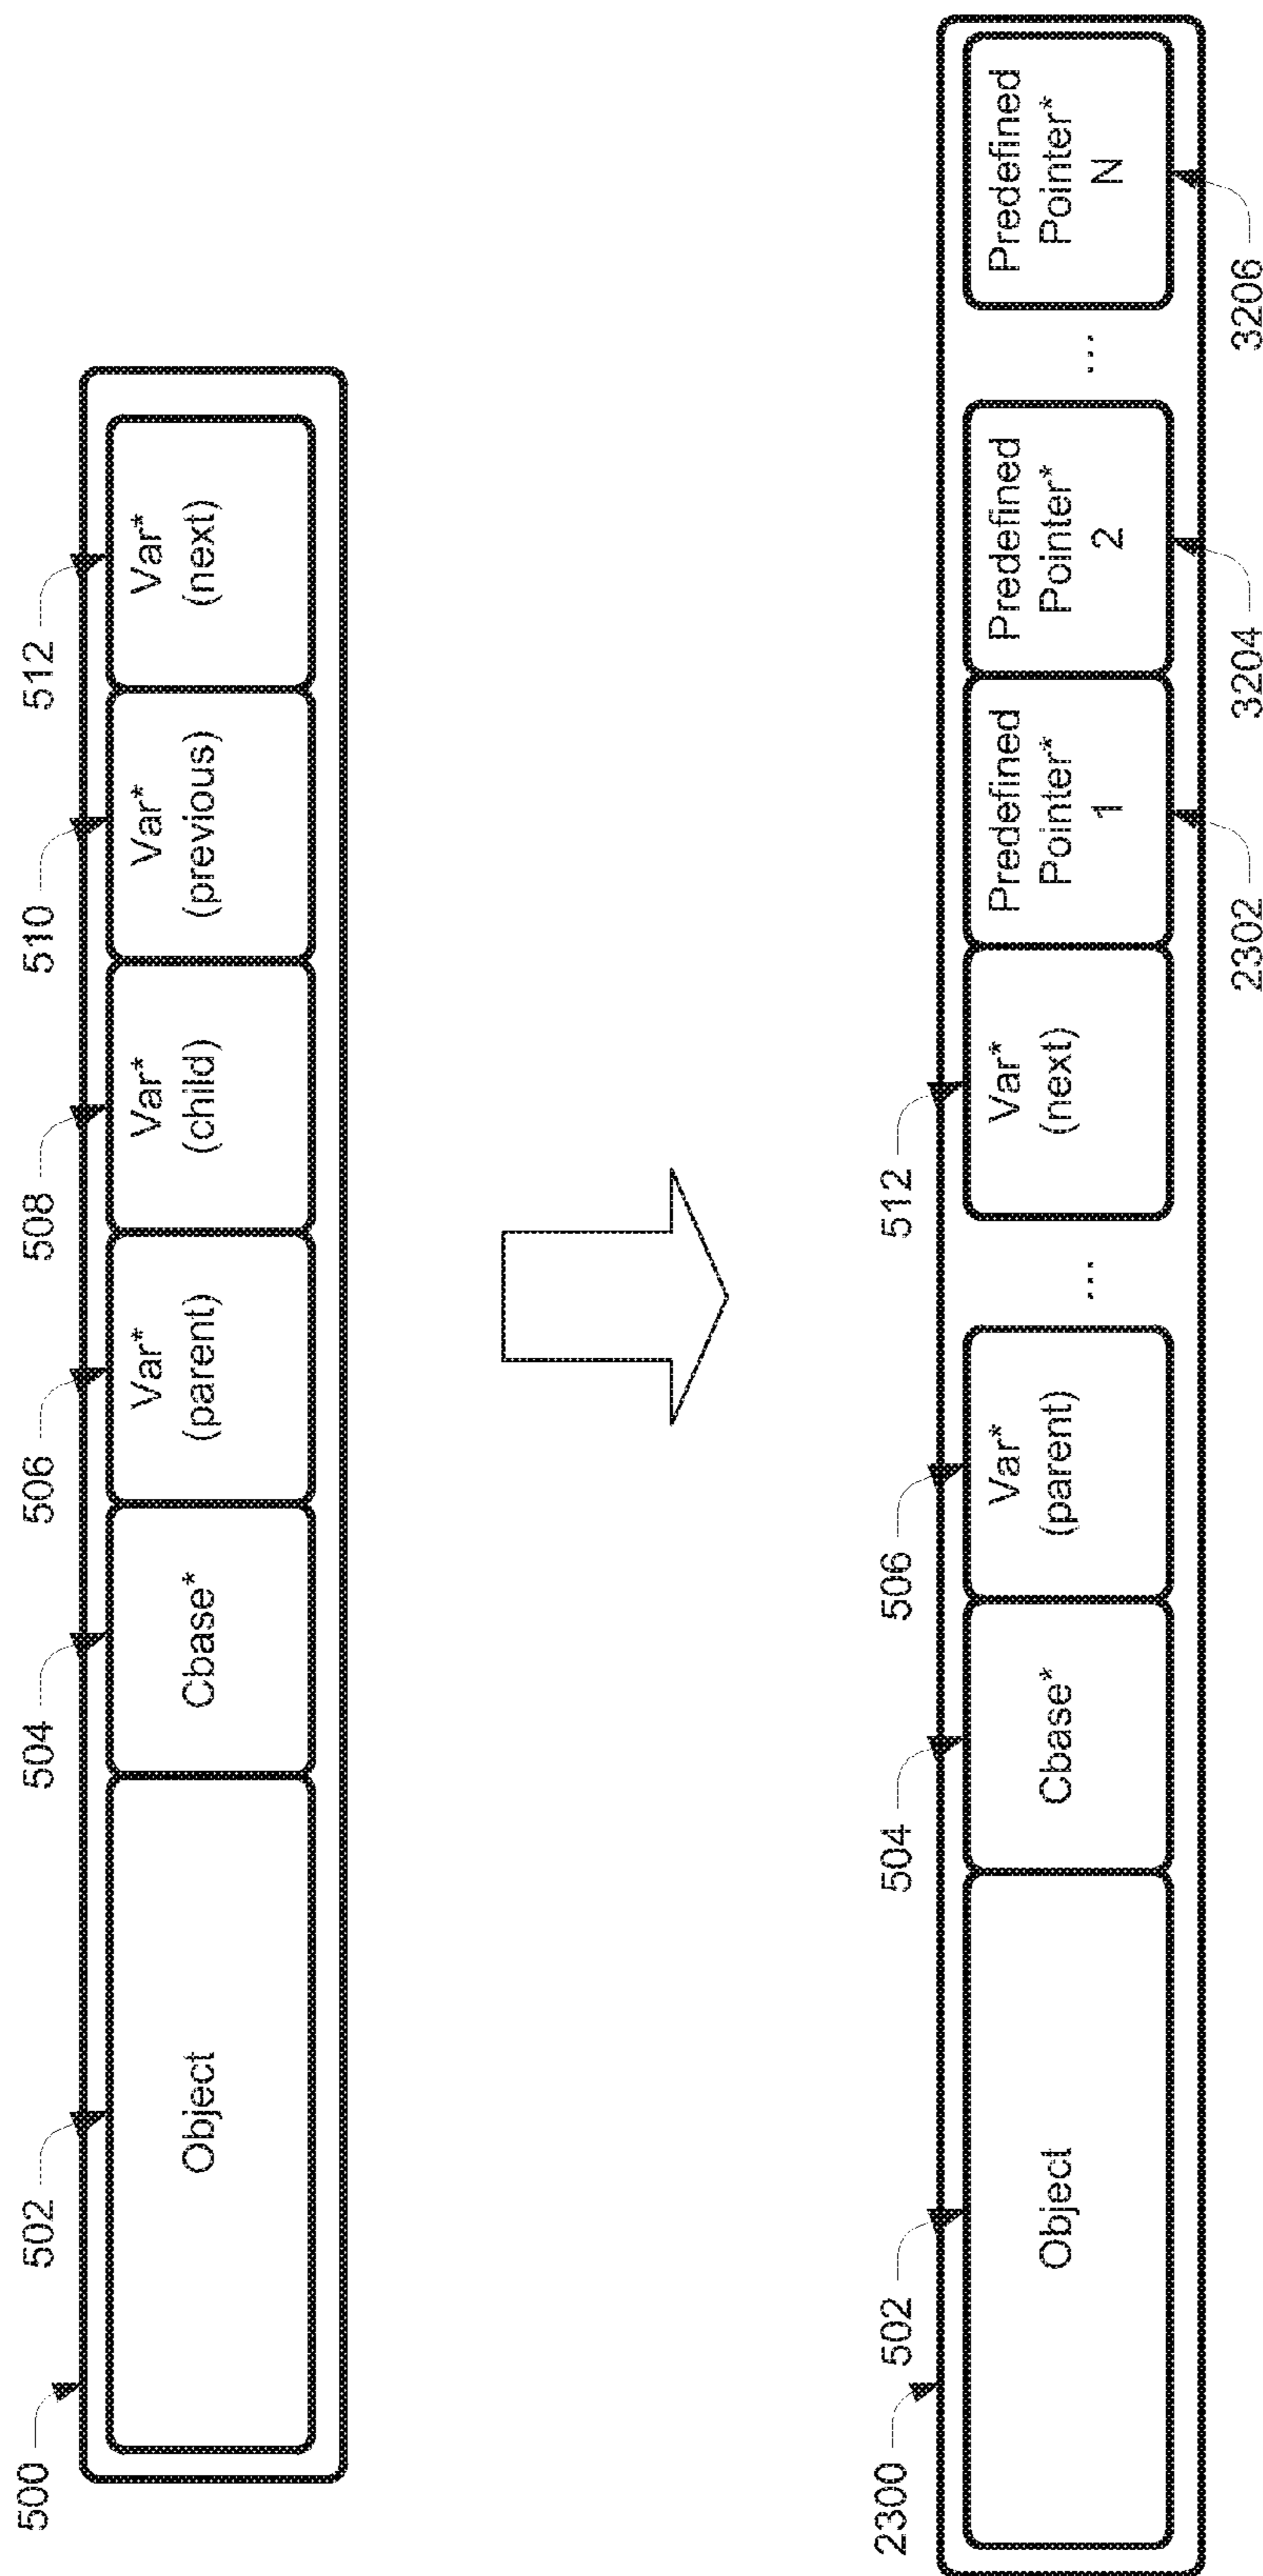 500
502
504
506
508
510
512
Object
Cbase*
Var*
(parent)
Var*
(child)
Var*
(previous)
Var*
(next)
2300
502
504
506
512
Object
Cbase*
Var*
(parent)
...
Var*
(next)
Predefined
Pointer*
1
Predefined
Pointer*
2
...
Predefined
Pointer*
N
2302
3204
3206